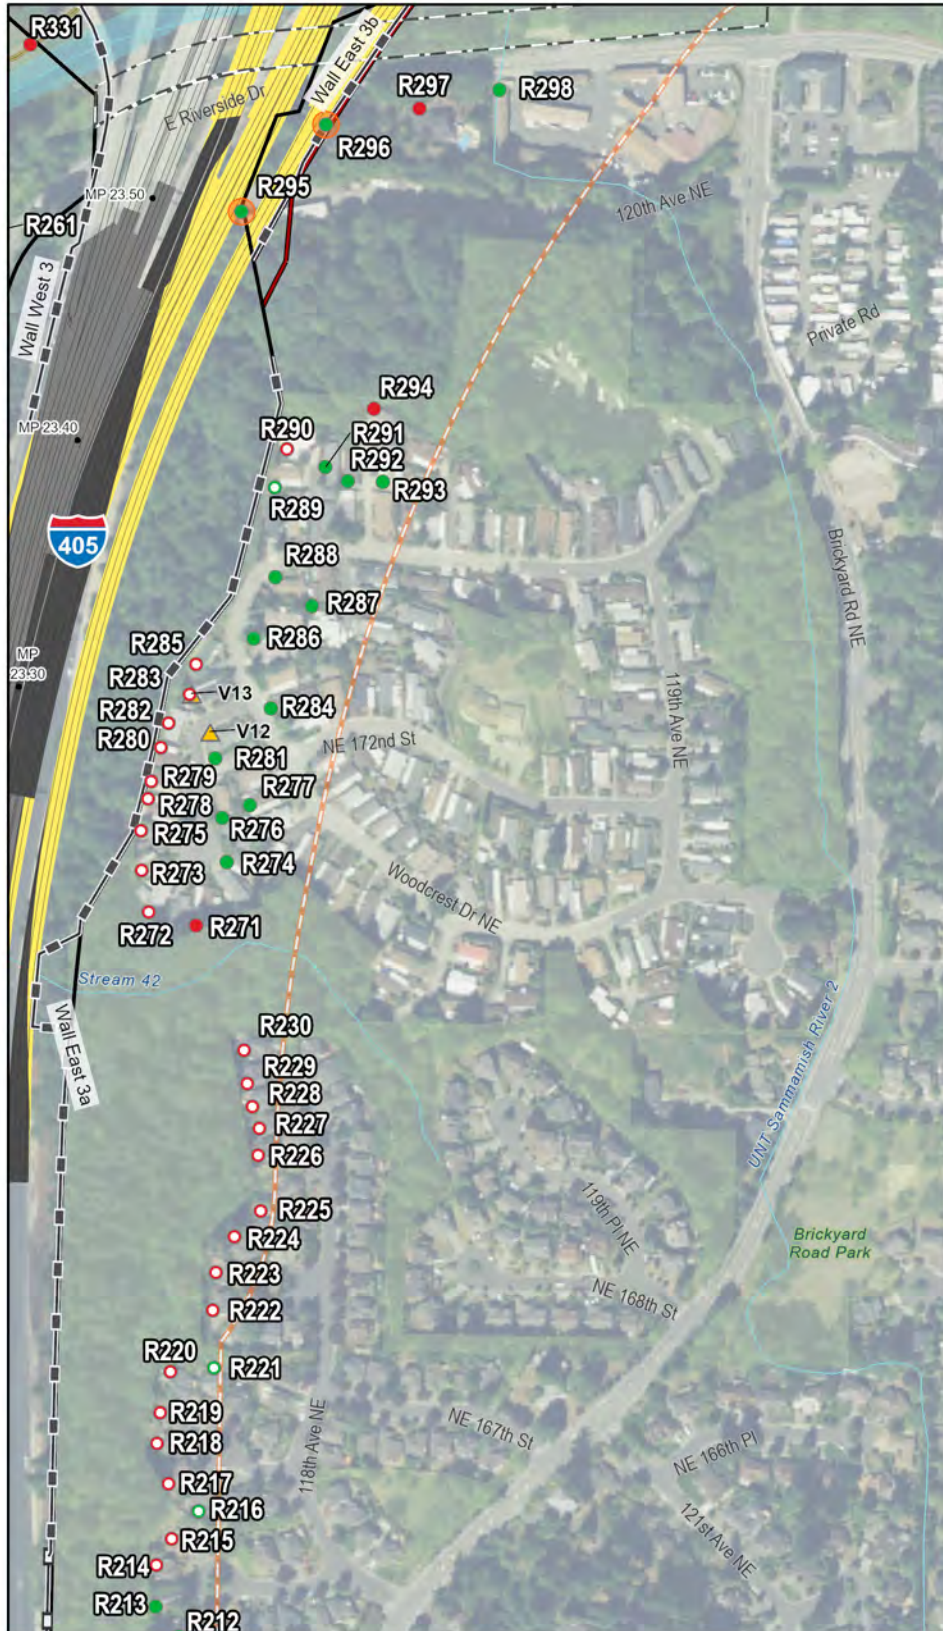 R331
Wall East 3b
R297
R298
E Riverside Dr
R296
R295
MP 23.50
120th Ave NE
R261
Wall West 3
Private Rd
R294
R290
MP 23.40
R291
R292
R293
R289
405
R288
Brickyard Rd NE
R287
R286
R285
MP
23.30
R283
V13
119th Ave NE
R284
R282
V12
R280
NE 172nd St
R281
R279
R277
R278
R276
R275
R274
R273
Woodcrest Dr NE
R272
R271
Stream 42
UNT Sammamish River 2
Wall East 3a
R230
R229
R228
R227
R226
R225
119th Pl NE
R224
Brickyard
Road Park
R223
NE 168th St
R222
R220
R221
R219
NE 167th St
118th Ave NE
R218
NE 166th Pl
R217
R216
121st Ave NE
R215
R214
R213
R212